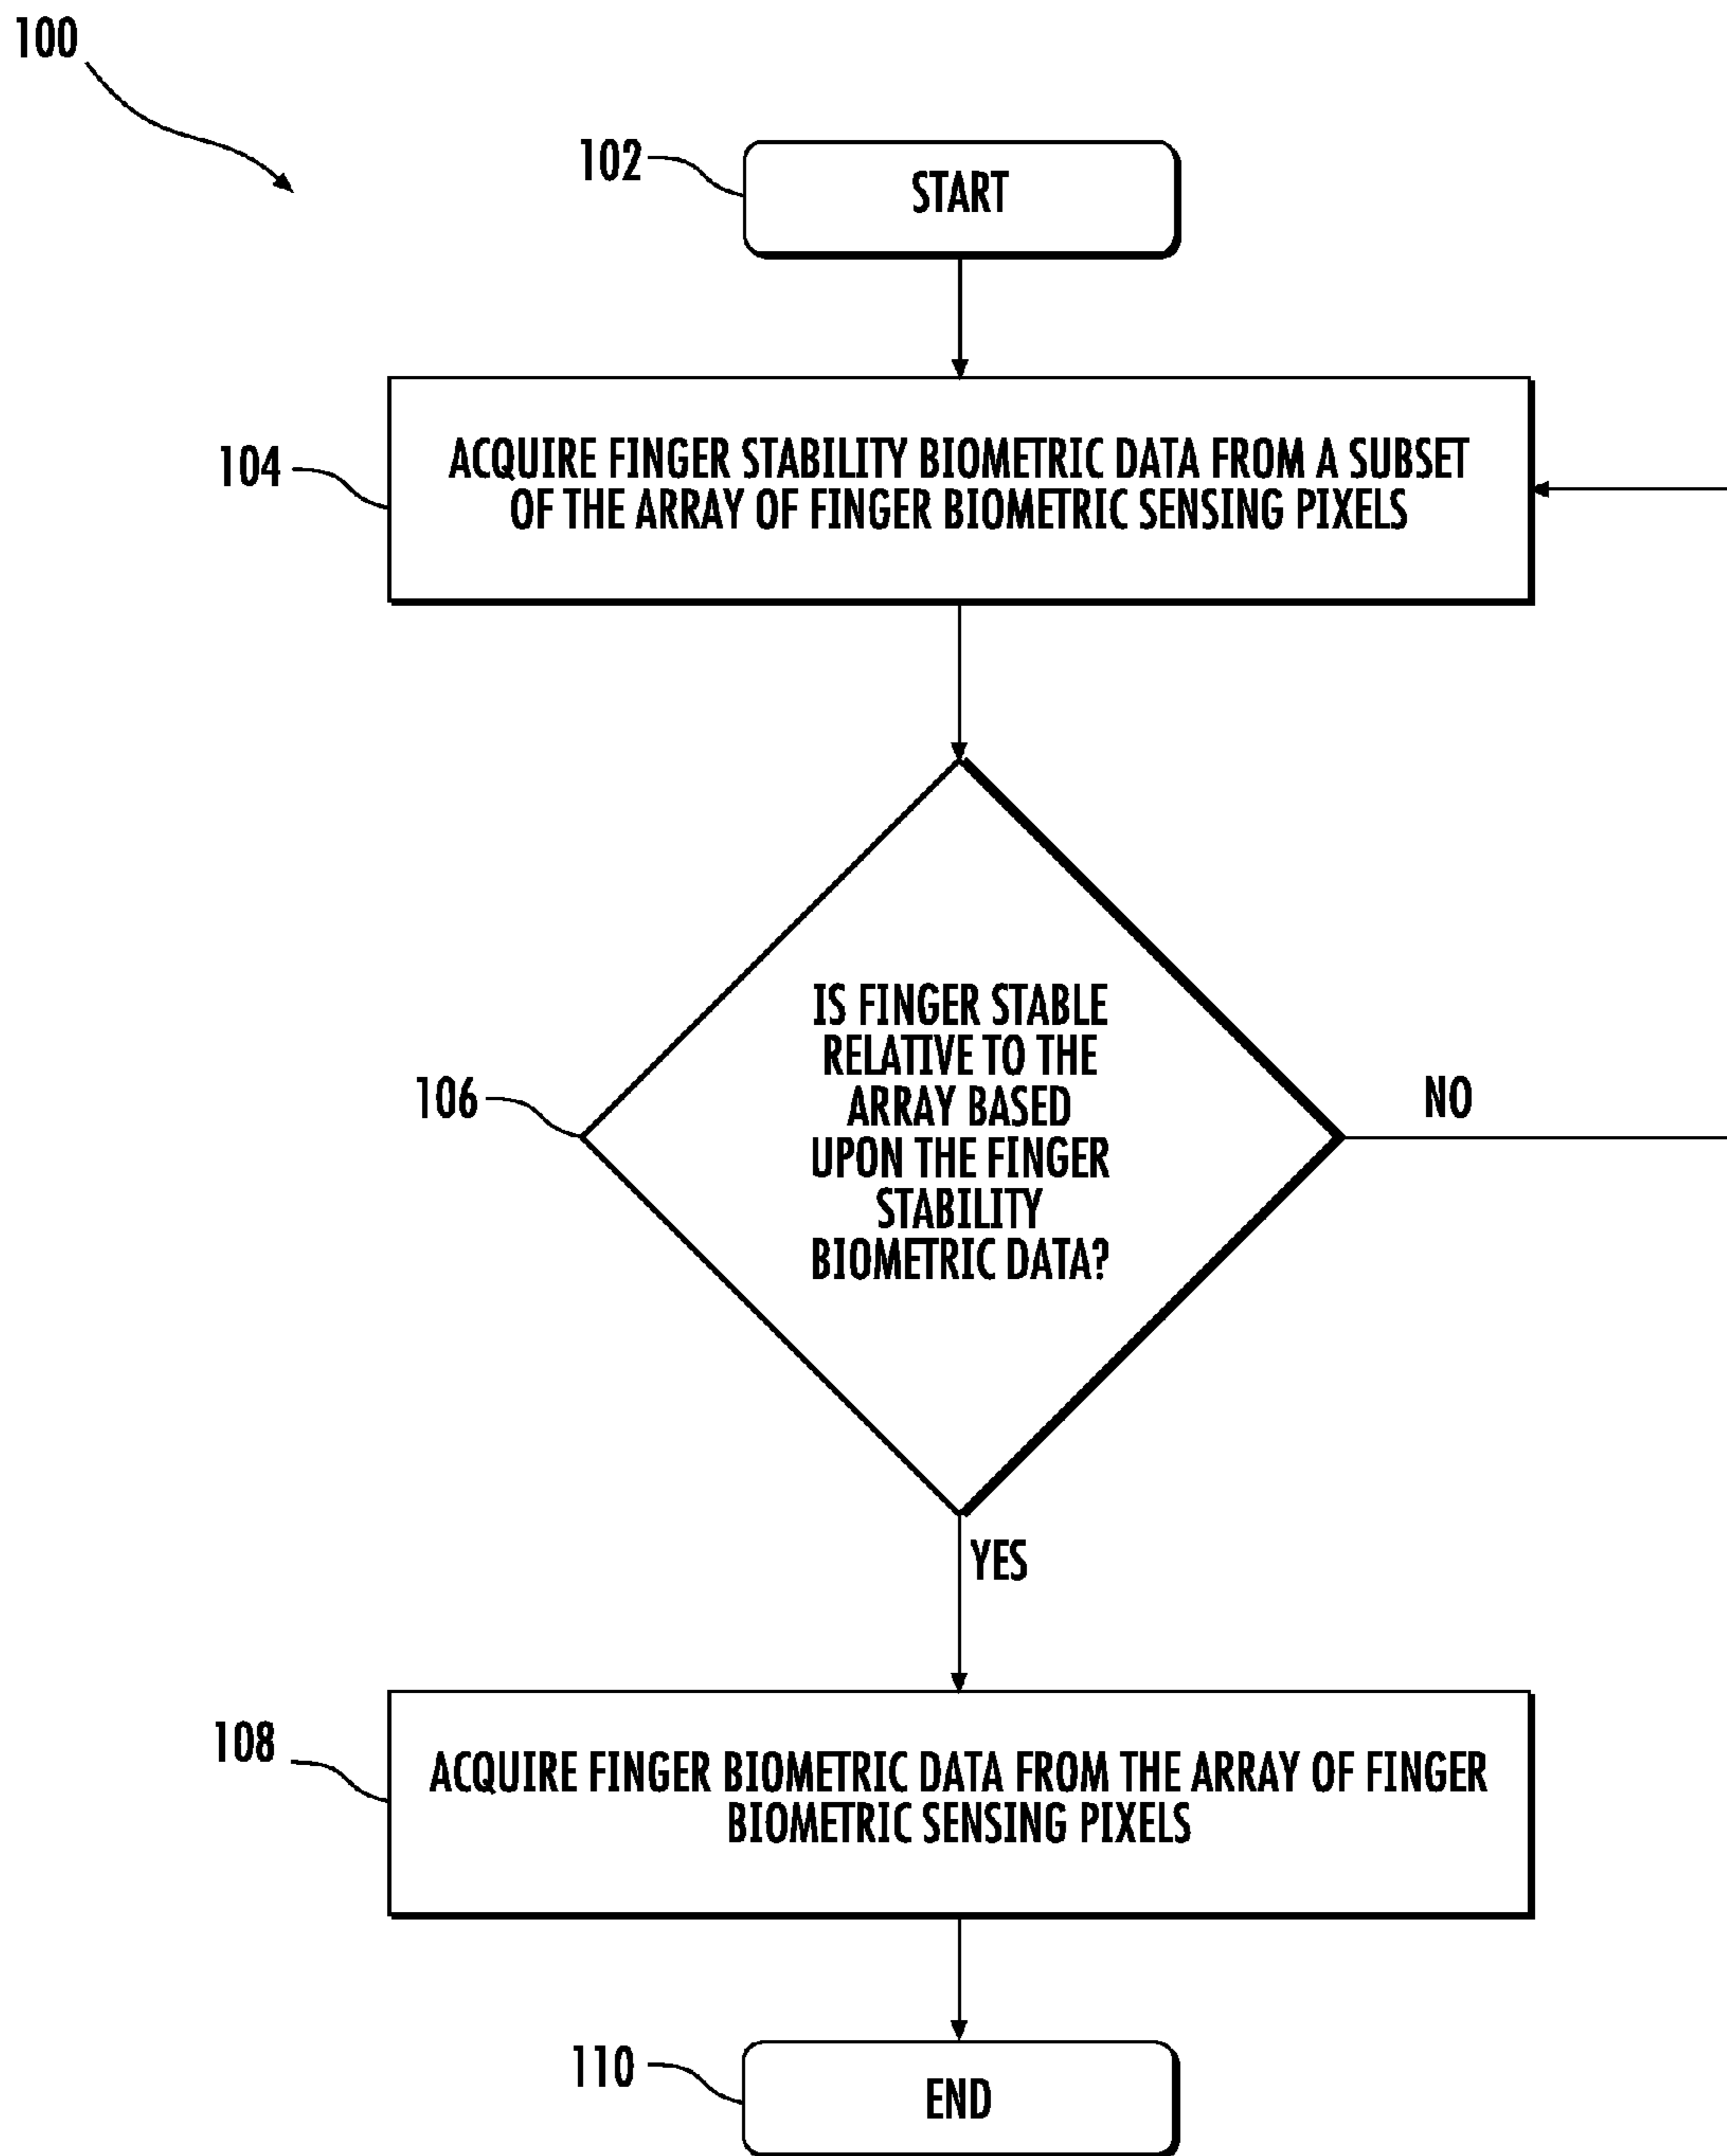 100
102
START
104
ACQUIRE FINGER STABILITY BIOMETRIC DATA FROM A SUBSET
OF THE ARRAY OF FINGER BIOMETRIC SENSING PIXELS
106
IS FINGER STABLE
RELATIVE TO THE
ARRAY BASED
UPON THE FINGER
STABILITY
BIOMETRIC DATA?
NO
YES
108
ACQUIRE FINGER BIOMETRIC DATA FROM THE ARRAY OF FINGER
BIOMETRIC SENSING PIXELS
110
END